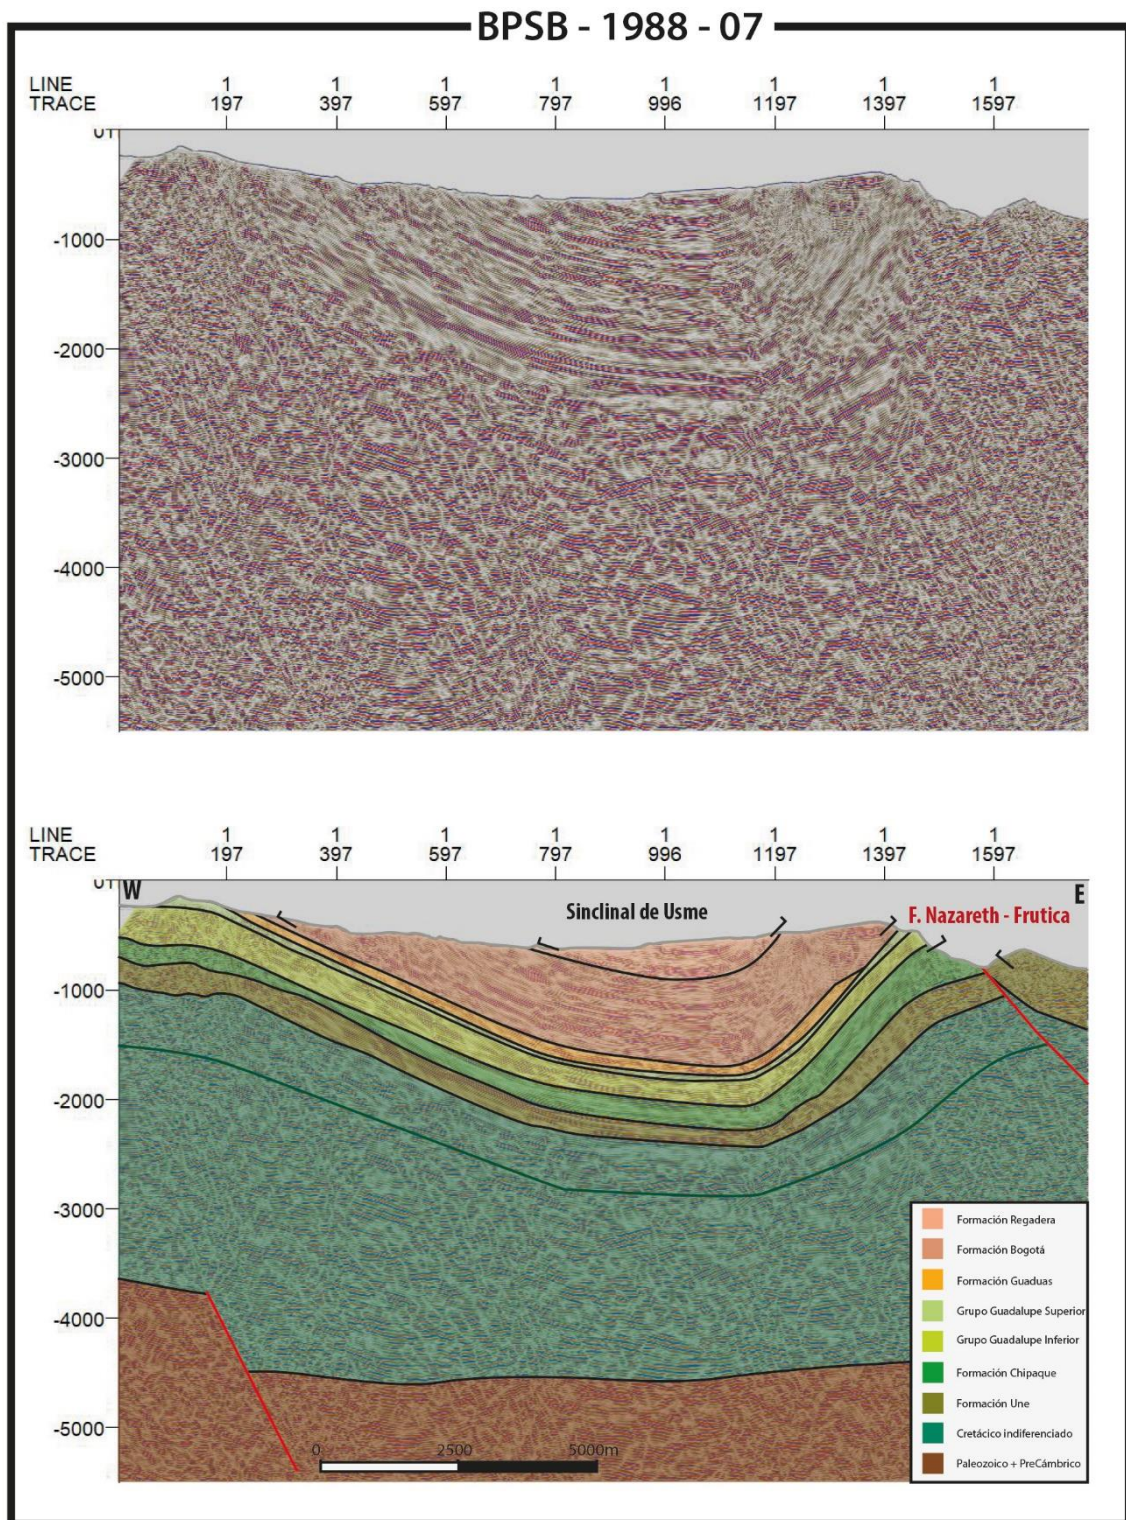 BPSB - 1988 - 07
LINE 1 1 1 1 1 1 1 1
TRACE 197 397 597 797 996 1197 1397 1597
-1000
-2000
-3000
-4000
-5000
LINE 1 1 1 1 1 1 1 1
TRACE 197 397 597 797 996 1197 1397 1597
W E
Sinclinal de Usme
F. Nazareth - Frutica
-1000
-2000
-3000
-4000
-5000
0 2500 5000m
Formación Regadera
Formación Bogotá
Formación Guaduas
Grupo Guadalupe Superior
Grupo Guadalupe Inferior
Formación Chipaque
Formación Une
Cretácico indiferenciado
Paleozoico + PreCámbrico